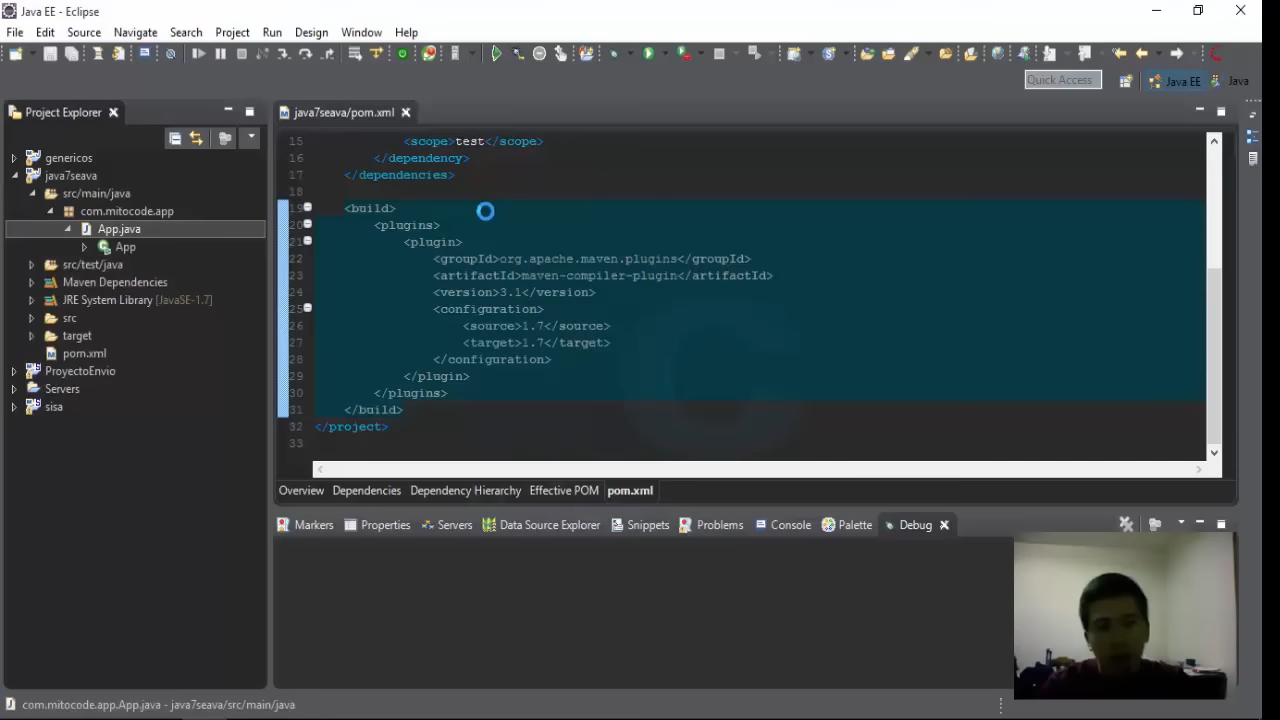 Java EE - Eclipse
File Edit Source Navigate Search Project Run Design Window Help
Quick Access
Java EE
Java
Project Explorer
genericos
java7seava
src/main/java
com.mitocode.app
App.java
App
src/test/java
Maven Dependencies
JRE System Library [JavaSE-1.7]
src
target
pom.xml
ProyectoEnvio
Servers
sisa
java7seava/pom.xml
15 <scope>test</scope>
16 </dependency>
17 </dependencies>
18
19 <build>
20 <plugins>
21 <plugin>
22 <groupId>org.apache.maven.plugins</groupId>
23 <artifactId>maven-compiler-plugin</artifactId>
24 <version>3.1</version>
25 <configuration>
26 <source>1.7</source>
27 <target>1.7</target>
28 </configuration>
29 </plugin>
30 </plugins>
31 </build>
32 </project>
33
Overview Dependencies Dependency Hierarchy Effective POM pom.xml
Markers Properties Servers Data Source Explorer Snippets Problems Console Palette Debug
com.mitocode.app.App.java - java7seava/src/main/java